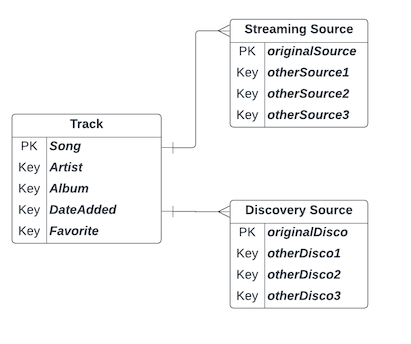 Streaming Source
PK originalSource
Key otherSource1
Key otherSource2
Key otherSource3
Track
PK Song
Key Artist
Key Album
Key DateAdded
Key Favorite
Discovery Source
PK originalDisco
Key otherDisco1
Key otherDisco2
Key otherDisco3